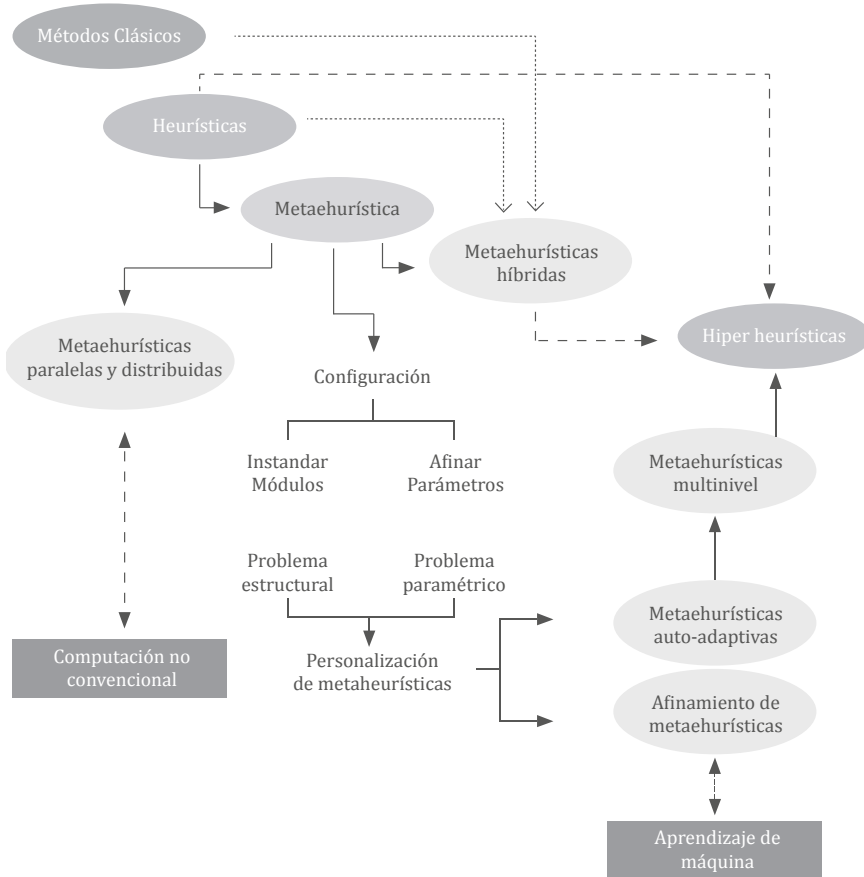 Métodos Clásicos
Heurísticas
Metaehurística
Metaehurísticas
híbridas
Hiper heurísticas
Metaehurísticas
paralelas y distribuidas
Configuración
Instandar
Módulos
Afinar
Parámetros
Metaehurísticas
multinivel
Problema
estructural
Problema
paramétrico
Metaehurísticas
auto-adaptivas
Computación no
convencional
Personalización
de metaheurísticas
Afinamiento de
metaehurísticas
Aprendizaje de
máquina